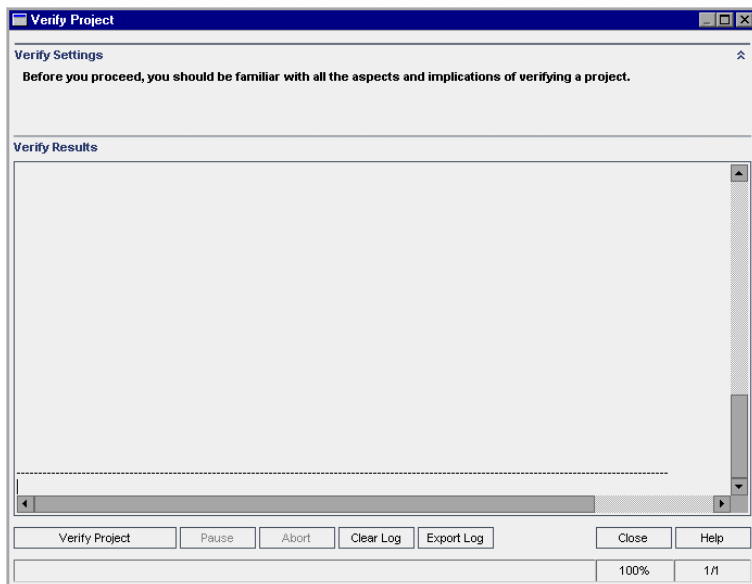 Verify Project
Verify Settings
Before you proceed, you should be familiar with all the aspects and implications of verifying a project.
Verify Results
Verify Project Pause Abort Clear Log Export Log Close Help
100% 1/1